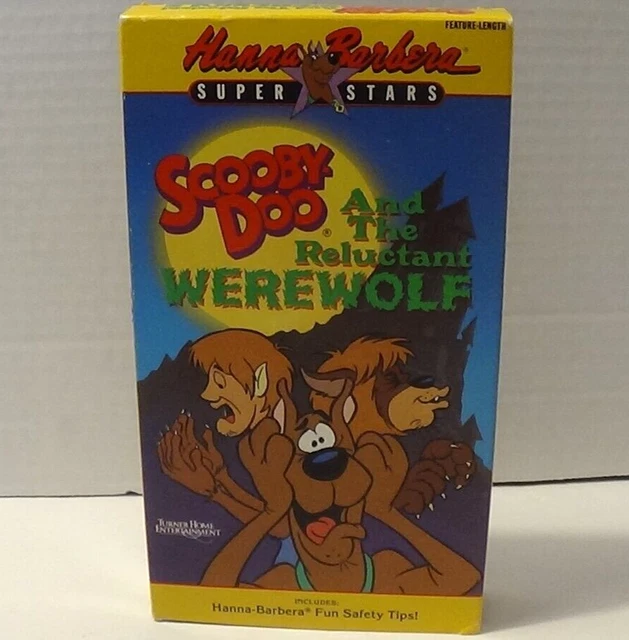 FEATURE-LENGTH
Hanna Barbera®
SUPER STARS
SCOOBY-
DOO®
And
The
Reluctant
WEREWOLF
TURNER HOME
ENTERTAINMENT
INCLUDES:
Hanna-Barbera® Fun Safety Tips!